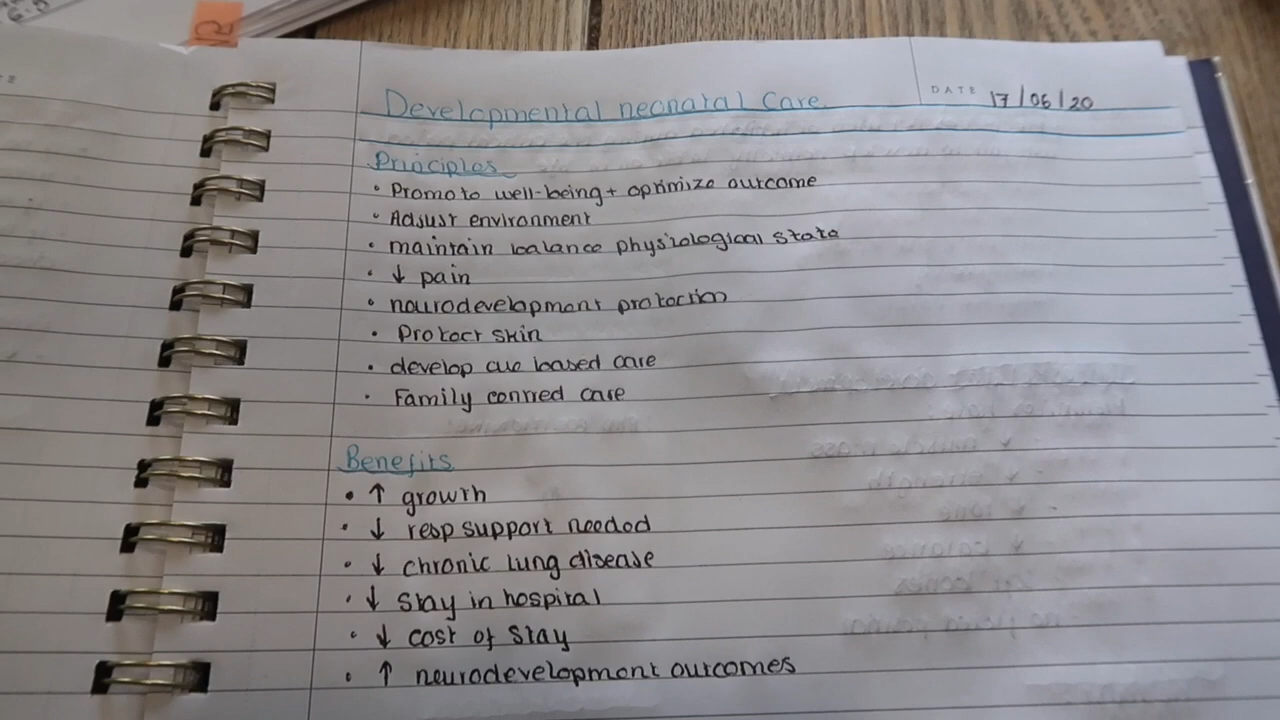 Developmental neonatal Care
DATE 17/06/20
Principles
• Promote well-being + optimize outcome
• Adjust environment
• maintain balance physiological state
• ↓ pain
• neurodevelopment protection
• Protect skin
• develop cue based care
• Family centred care
Benefits
• ↑ growth
• ↓ resp support needed
• ↓ chronic lung disease
• ↓ Stay in hospital
• ↓ cost of Stay
• ↑ neurodevelopment outcomes